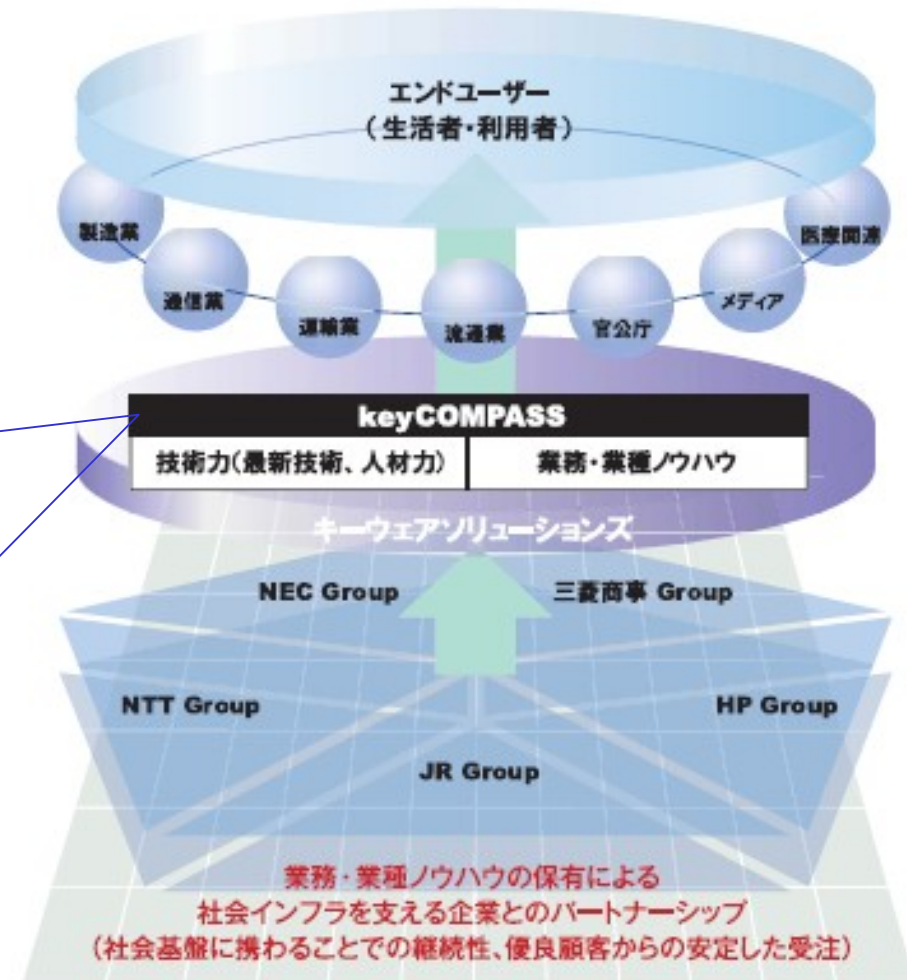 エンドユーザー
（生活者・利用者）
製造業
医療関連
通信業
メディア
運輸業
流通業
官公庁
keyCOMPASS
技術力(最新技術、人材力)
業務・業種ノウハウ
キーウェアソリューションズ
NEC Group
三菱商事 Group
NTT Group
HP Group
JR Group
業務・業種ノウハウの保有による
社会インフラを支える企業とのパートナーシップ
（社会基盤に携わることでの継続性、優良顧客からの安定した受注）